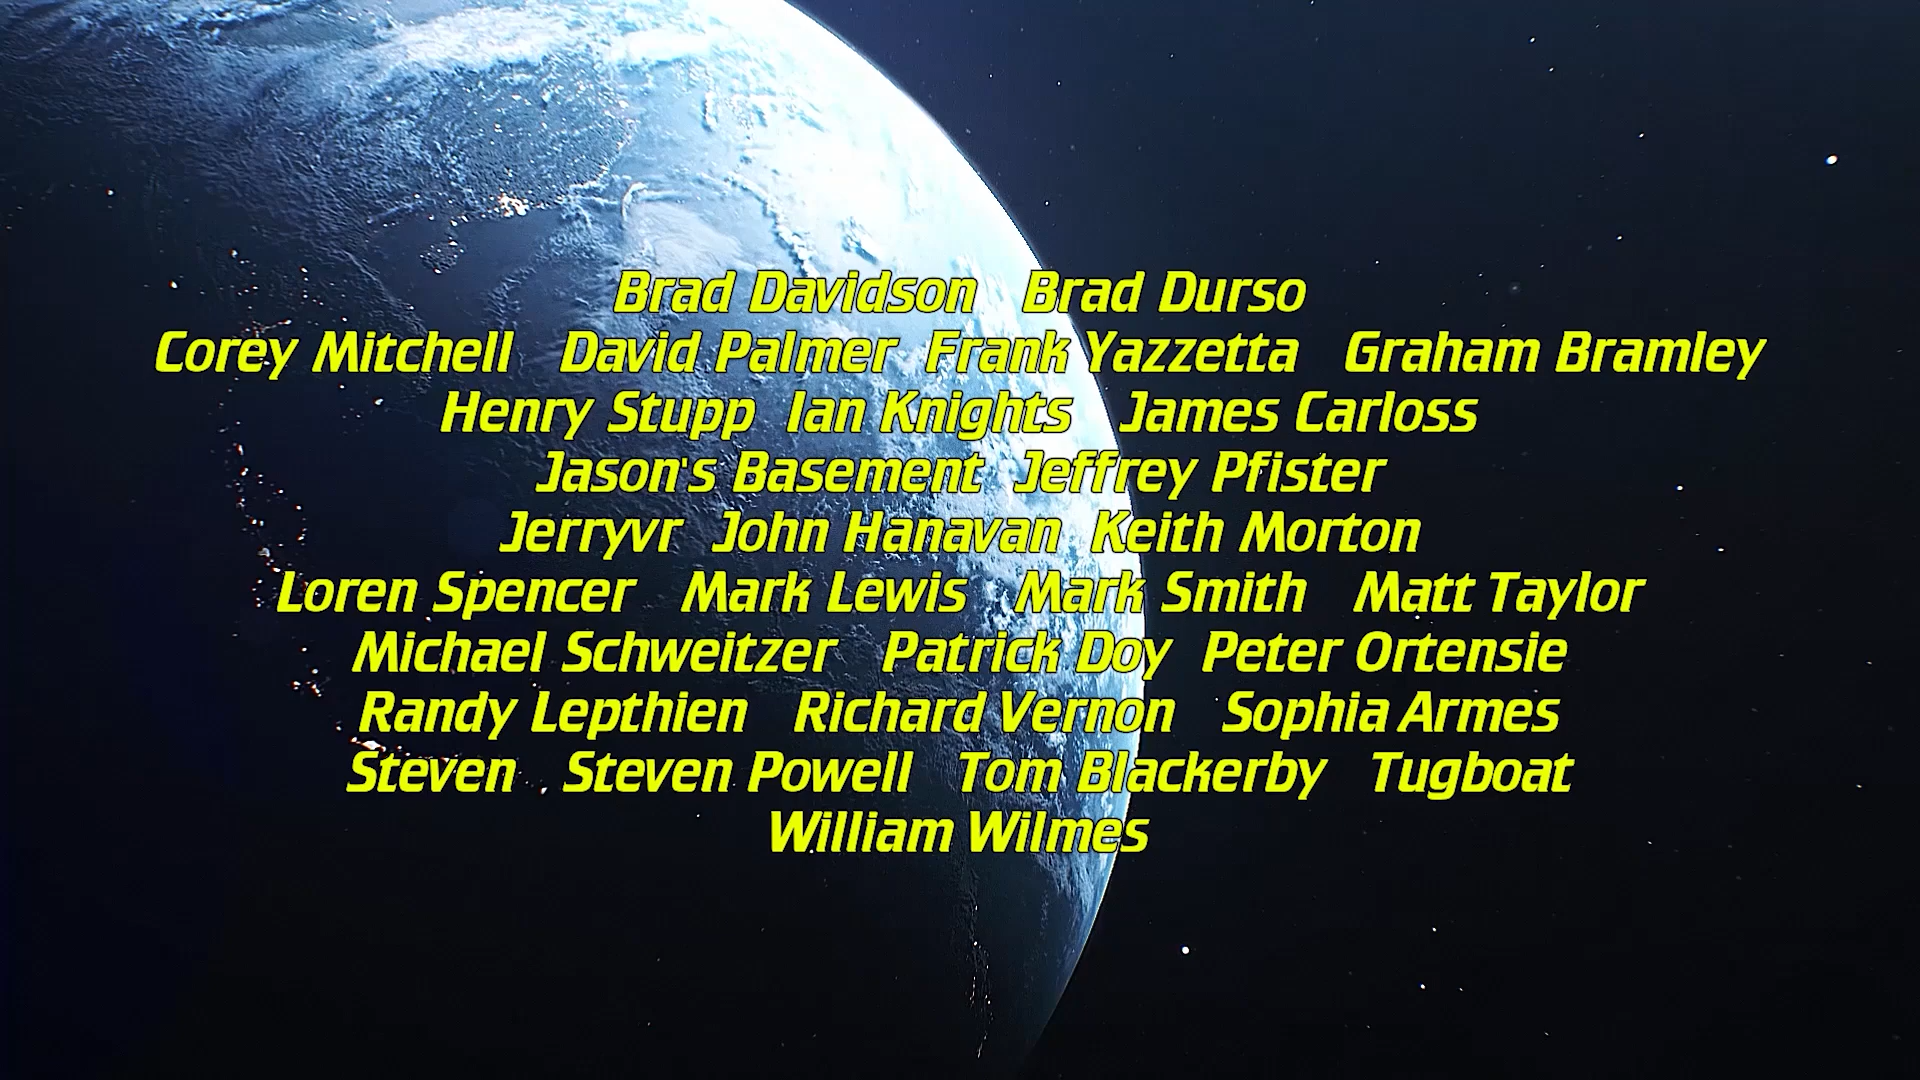 Brad Davidson Brad Durso
Corey Mitchell David Palmer Frank Yazzetta Graham Bramley
Henry Stupp Ian Knights James Carloss
Jason's Basement Jeffrey Pfister
Jerryvr John Hanavan Keith Morton
Loren Spencer Mark Lewis Mark Smith Matt Taylor
Michael Schweitzer Patrick Doy Peter Ortensie
Randy Lepthien Richard Vernon Sophia Armes
Steven Steven Powell Tom Blackerby Tugboat
William Wilmes